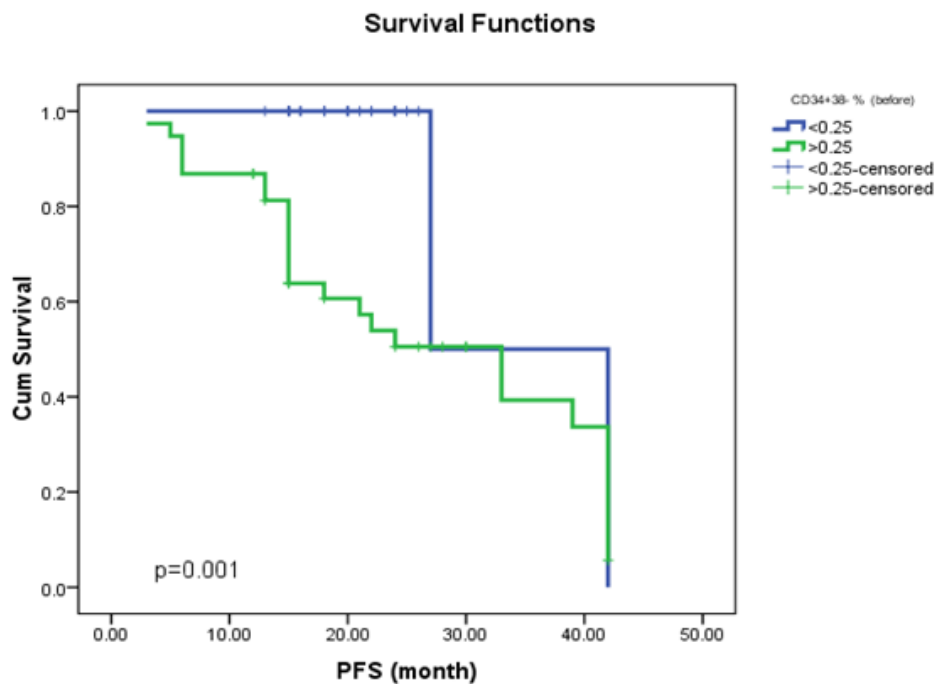 Survival Functions
CD34+38- % (before)
<0.25
>0.25
<0.25-censored
>0.25-censored
Cum Survival
1.0
0.8
0.6
0.4
0.2
0.0
p=0.001
0.00 10.00 20.00 30.00 40.00 50.00
PFS (month)